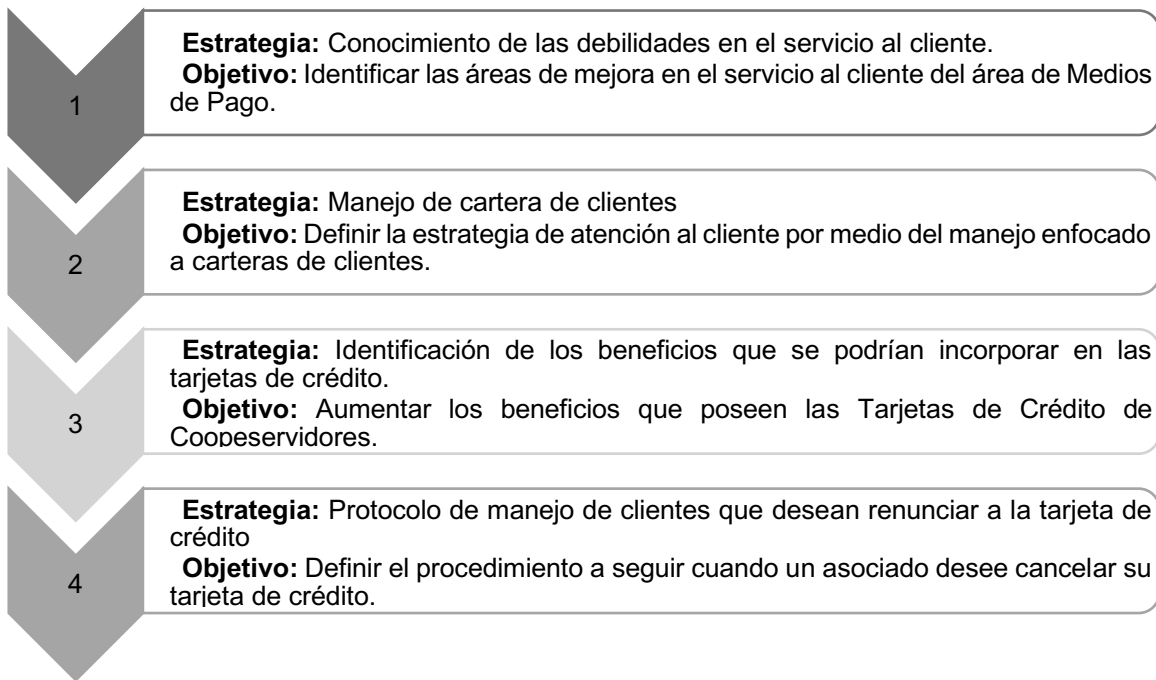 1
Estrategia: Conocimiento de las debilidades en el servicio al cliente.
Objetivo: Identificar las áreas de mejora en el servicio al cliente del área de Medios
de Pago.
2
Estrategia: Manejo de cartera de clientes
Objetivo: Definir la estrategia de atención al cliente por medio del manejo enfocado
a carteras de clientes.
3
Estrategia: Identificación de los beneficios que se podrían incorporar en las
tarjetas de crédito.
Objetivo: Aumentar los beneficios que poseen las Tarjetas de Crédito de
Coopeservidores.
4
Estrategia: Protocolo de manejo de clientes que desean renunciar a la tarjeta de
crédito
Objetivo: Definir el procedimiento a seguir cuando un asociado desee cancelar su
tarjeta de crédito.